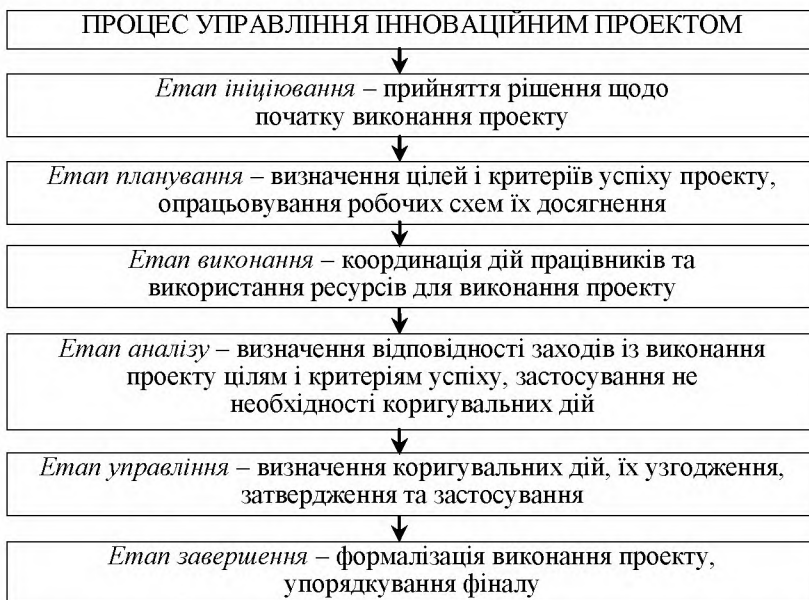 ПРОЦЕС УПРАВЛІННЯ ІННОВАЦІЙНИМ ПРОЕКТОМ
Етап ініціювання – прийняття рішення щодо
початку виконання проекту
Етап планування – визначення цілей і критеріїв успіху проекту,
опрацьовування робочих схем їх досягнення
Етап виконання – координація дій працівників та
використання ресурсів для виконання проекту
Етап аналізу – визначення відповідності заходів із виконання
проекту цілям і критеріям успіху, застосування не
необхідності коригувальних дій
Етап управління – визначення коригувальних дій, їх узгодження,
затвердження та застосування
Етап завершення – формалізація виконання проекту,
упорядкування фіналу